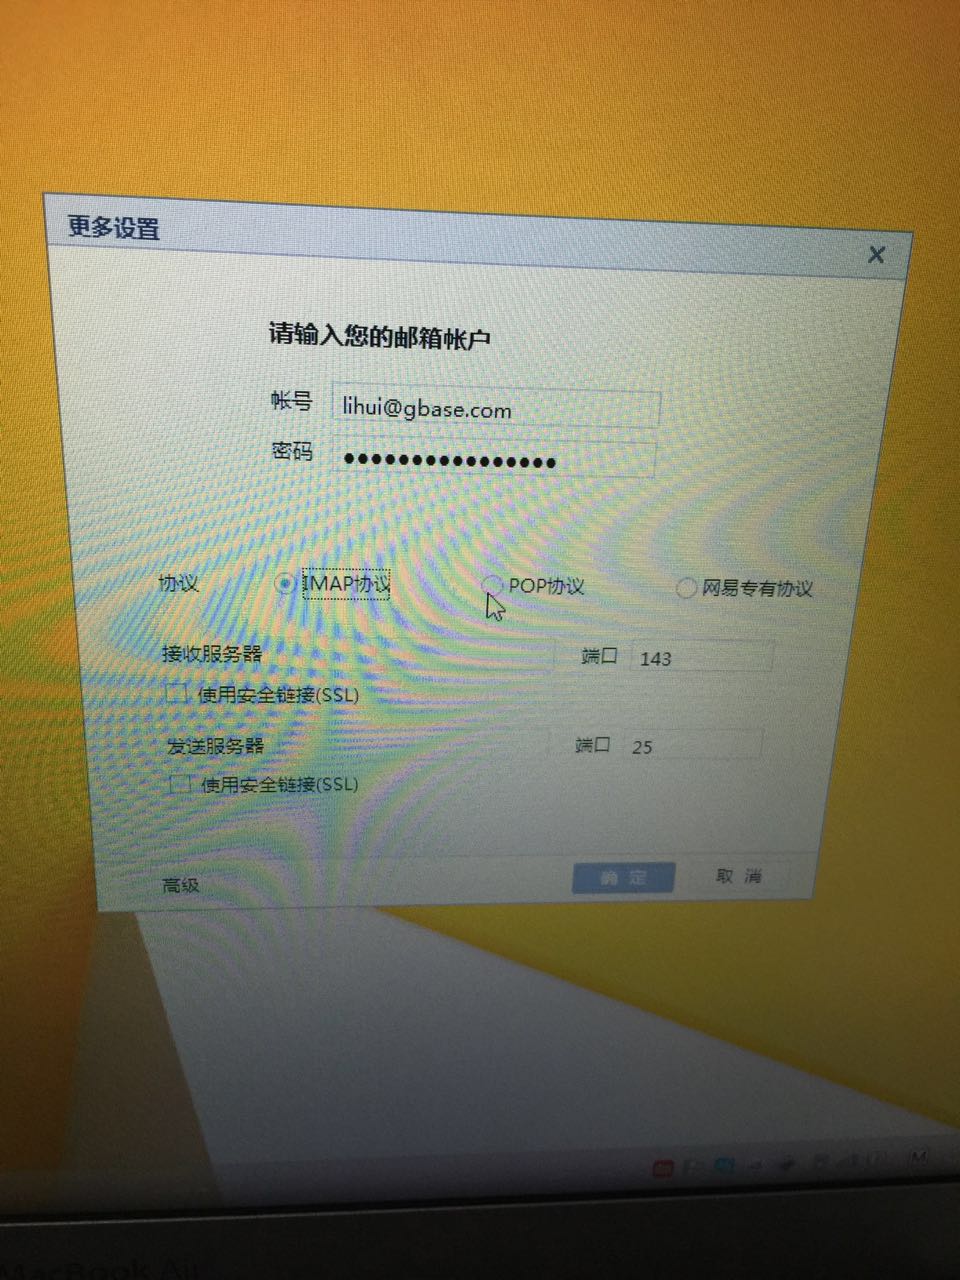 更多设置
请输入您的邮箱帐户
帐号 lihui@gbase.com
密码 ●●●●●●●●●●●●●●●●
协议 IMAP协议 POP协议 网易专有协议
接收服务器 端口 143
使用安全链接(SSL)
发送服务器 端口 25
使用安全链接(SSL)
高级 确定 取消
M
MacBook Air